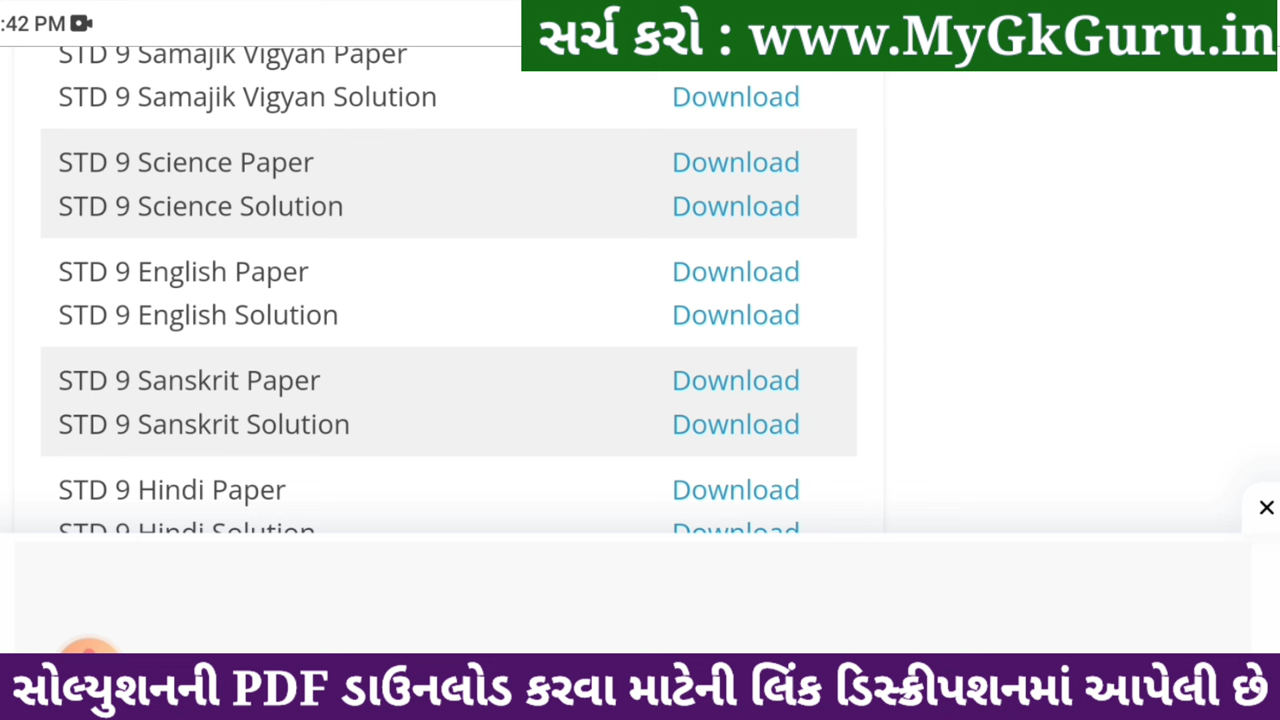 :42 PM
સર્ચ કરો : www.MyGkGuru.in
STD 9 Samajik Vigyan Paper
STD 9 Samajik Vigyan Solution Download
STD 9 Science Paper Download
STD 9 Science Solution Download
STD 9 English Paper Download
STD 9 English Solution Download
STD 9 Sanskrit Paper Download
STD 9 Sanskrit Solution Download
STD 9 Hindi Paper Download
STD 9 Hindi Solution Download
સોલ્યુશનની PDF ડાઉનલોડ કરવા માટેની લિંક ડિસ્ક્રીપશનમાં આપેલી છે